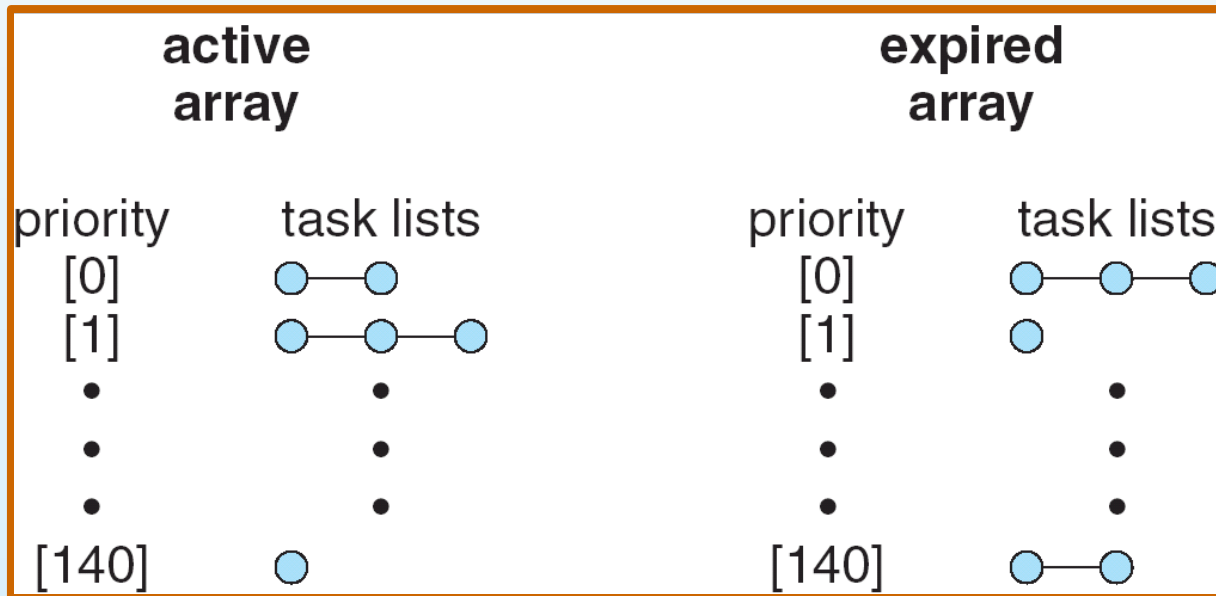 active
array
expired
array
priority task lists
priority task lists
[0]
[0]
[1]
[1]
[140]
[140]